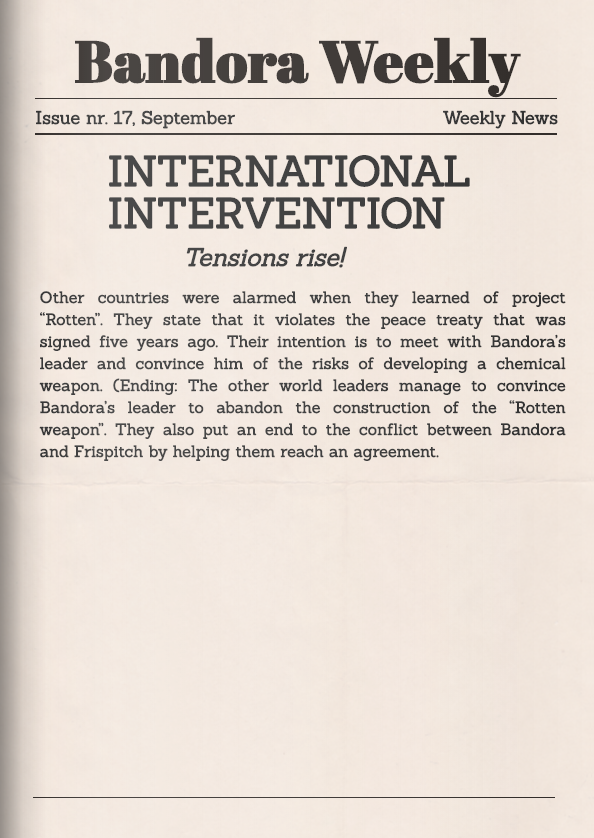 Bandora Weekly
Issue nr. 17, September
Weekly News
INTERNATIONAL
INTERVENTION
Tensions rise!
Other countries were alarmed when they learned of project
“Rotten”. They state that it violates the peace treaty that was
signed five years ago. Their intention is to meet with Bandora’s
leader and convince him of the risks of developing a chemical
weapon. (Ending: The other world leaders manage to convince
Bandora’s leader to abandon the construction of the “Rotten
weapon”. They also put an end to the conflict between Bandora
and Frispitch by helping them reach an agreement.